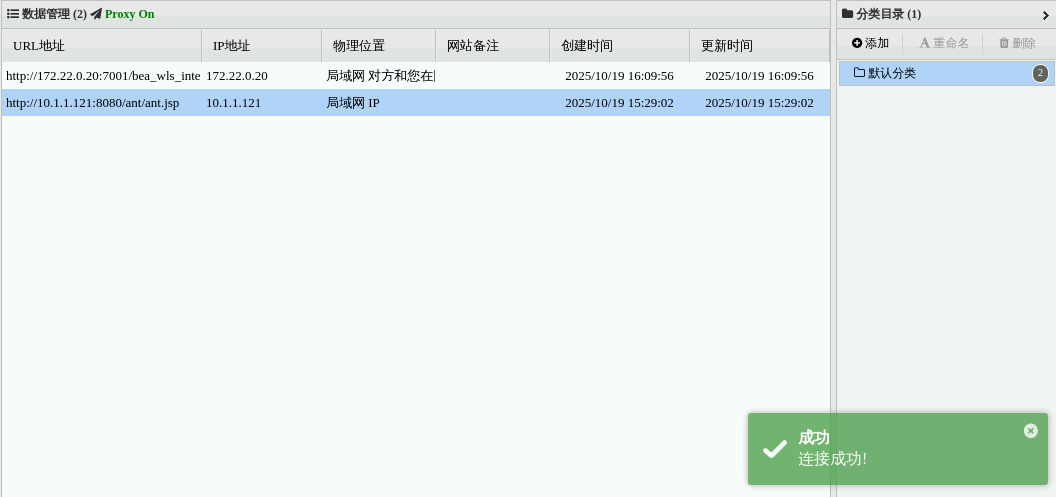 数据管理 (2) Proxy On
分类目录 (1)
添加 重命名 删除
默认分类 2
URL地址 IP地址 物理位置 网站备注 创建时间 更新时间
http://172.22.0.20:7001/bea_wls_inte 172.22.0.20 局域网 对方和您在 2025/10/19 16:09:56 2025/10/19 16:09:56
http://10.1.1.121:8080/ant/ant.jsp 10.1.1.121 局域网 IP 2025/10/19 15:29:02 2025/10/19 15:29:02
成功
连接成功!